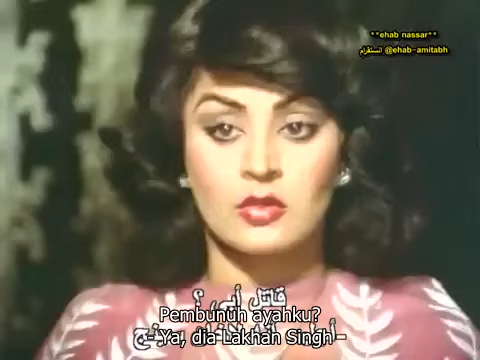 **ehab nassar**
انستقرام @ehab-amitabh
قاتل أبي ؟
Pembunuh ayahku?
- Ya, dia Lakhan Singh -